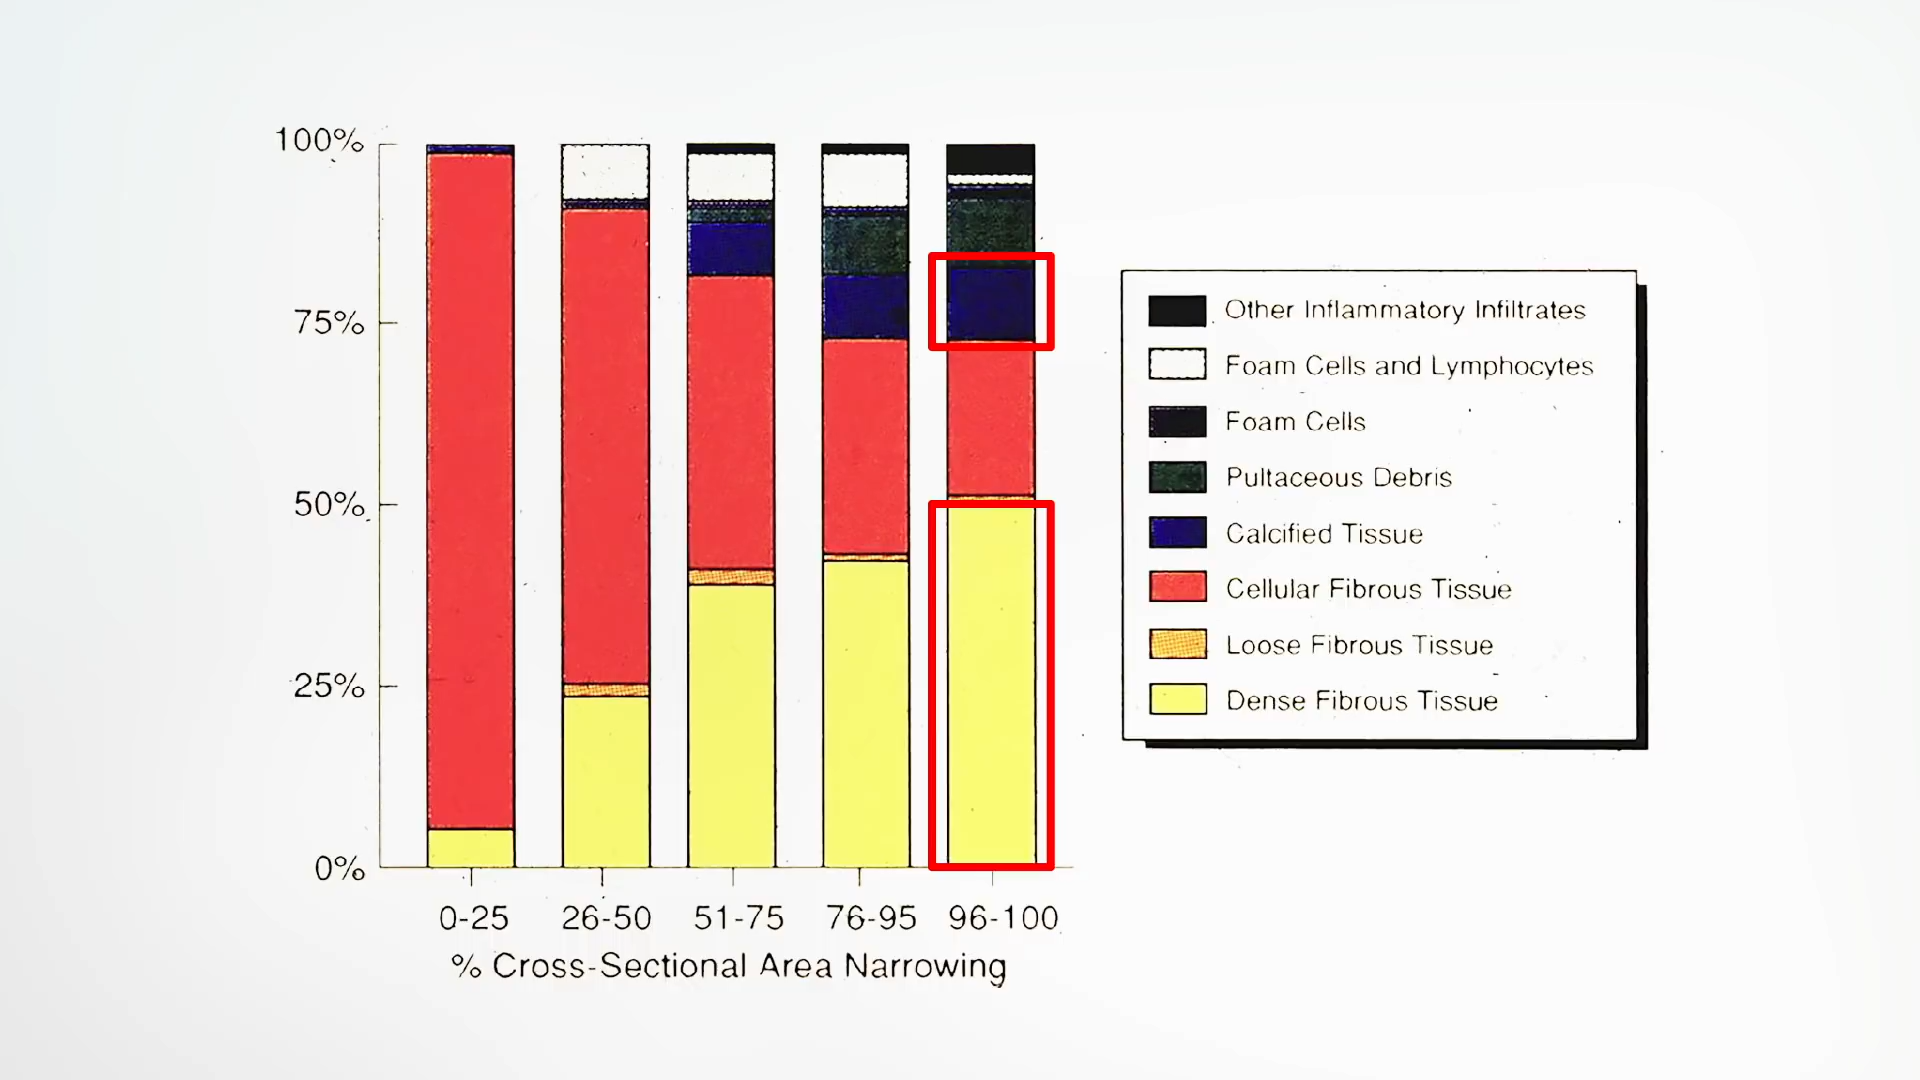 100%
75%
50%
25%
0%
0-25 26-50 51-75 76-95 96-100
% Cross-Sectional Area Narrowing
Other Inflammatory Infiltrates
Foam Cells and Lymphocytes
Foam Cells
Pultaceous Debris
Calcified Tissue
Cellular Fibrous Tissue
Loose Fibrous Tissue
Dense Fibrous Tissue